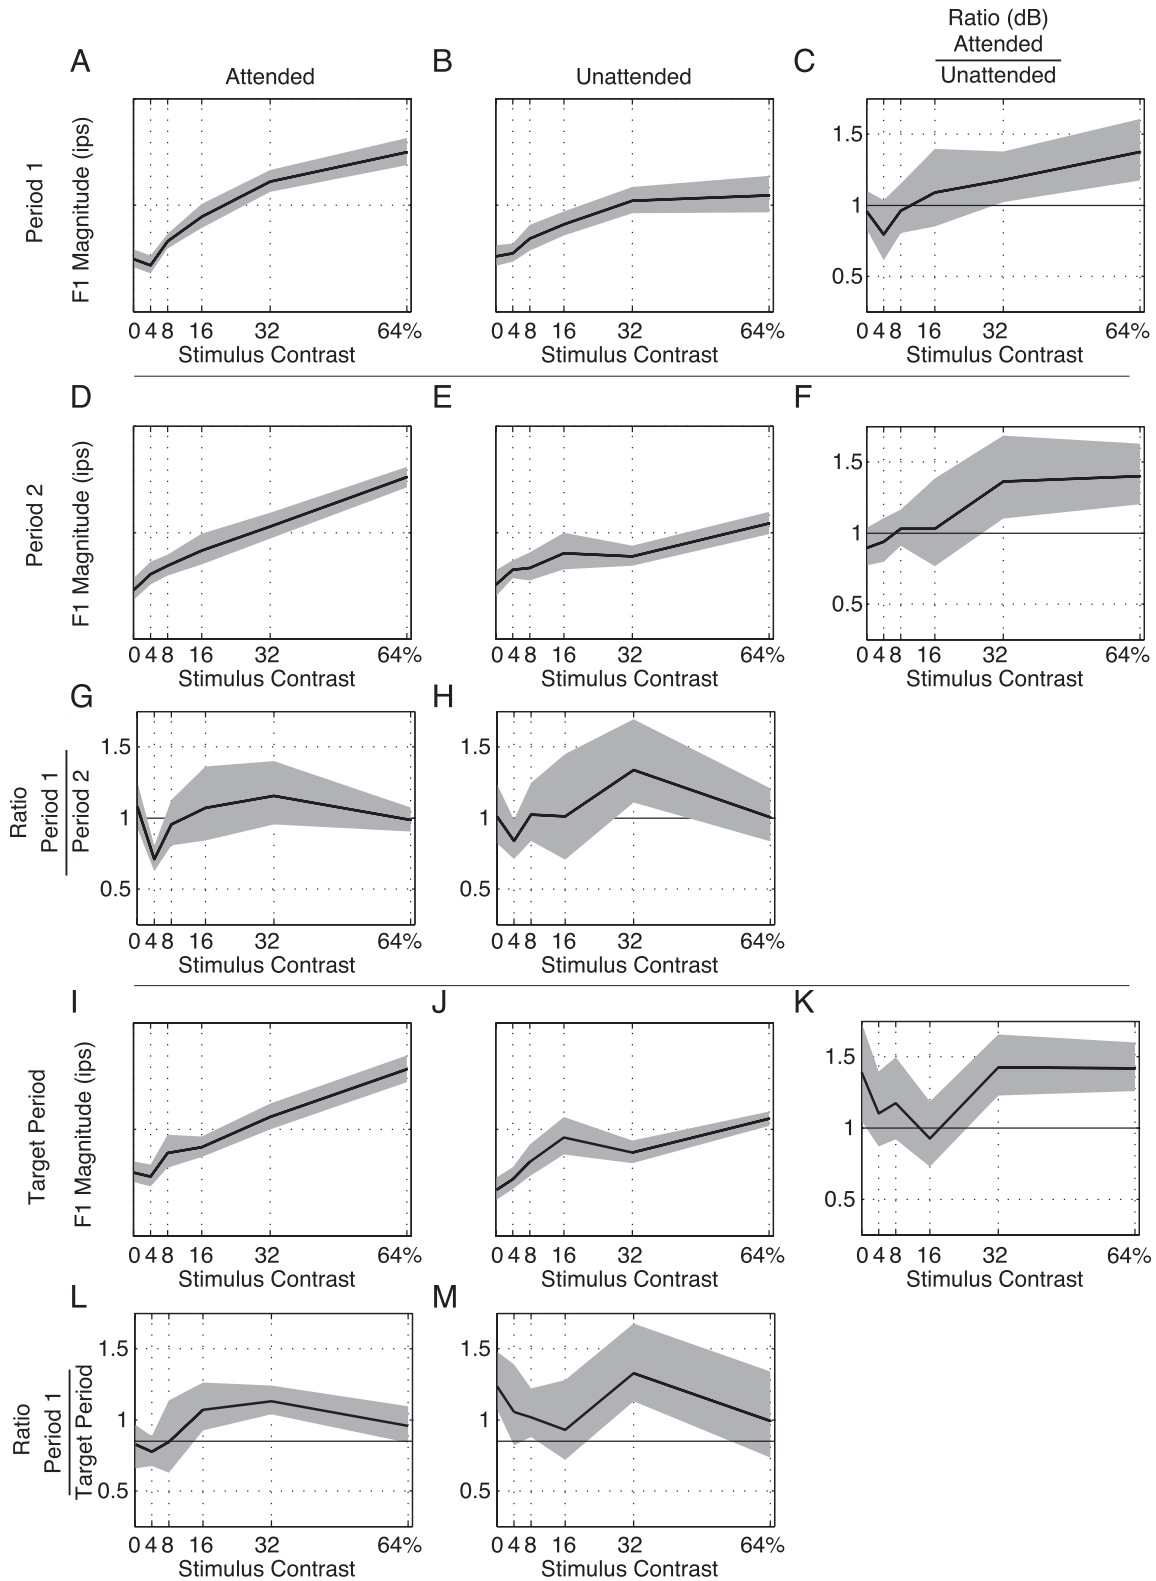 Ratio (dB)
Attended
Unattended
A
Attended
B
Unattended
C
Period 1
F1 Magnitude (ips)
1.5
1
0.5
0 4 8 16 32 64%
Stimulus Contrast
0 4 8 16 32 64%
Stimulus Contrast
0 4 8 16 32 64%
Stimulus Contrast
D
E
F
Period 2
F1 Magnitude (ips)
1.5
1
0.5
0 4 8 16 32 64%
Stimulus Contrast
0 4 8 16 32 64%
Stimulus Contrast
0 4 8 16 32 64%
Stimulus Contrast
G
H
Ratio
Period 1
Period 2
1.5
1
0.5
1.5
1
0.5
0 4 8 16 32 64%
Stimulus Contrast
0 4 8 16 32 64%
Stimulus Contrast
I
J
K
Target Period
F1 Magnitude (ips)
1.5
1
0.5
0 4 8 16 32 64%
Stimulus Contrast
0 4 8 16 32 64%
Stimulus Contrast
0 4 8 16 32 64%
Stimulus Contrast
L
M
Ratio
Period 1
Target Period
1.5
1
0.5
1.5
1
0.5
0 4 8 16 32 64%
Stimulus Contrast
0 4 8 16 32 64%
Stimulus Contrast